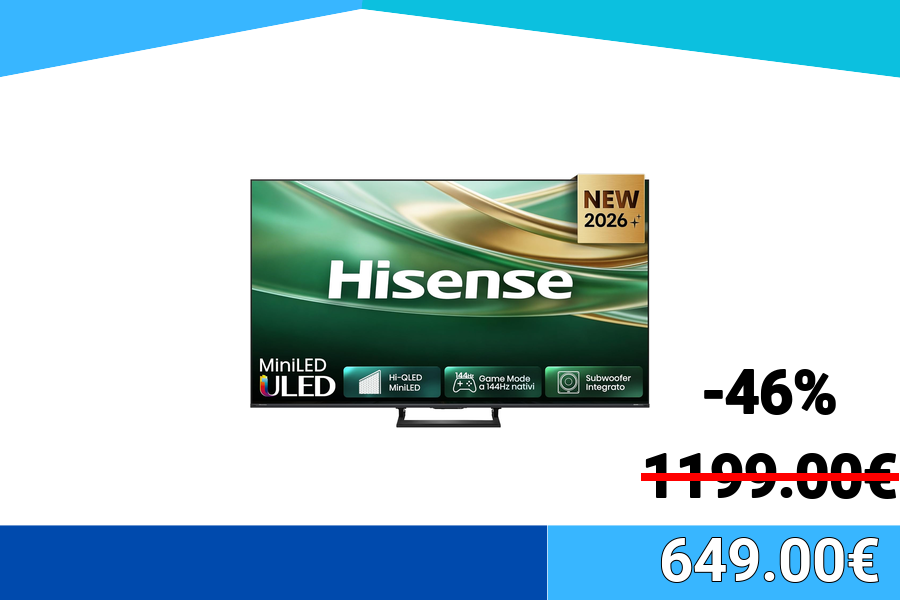 NEW
2026
Hisense
MiniLED
ULED
Hi-QLED
MiniLED
144Hz
Game Mode
a 144Hz nativi
Subwoofer
Integrato
-46%
1199.00€
649.00€